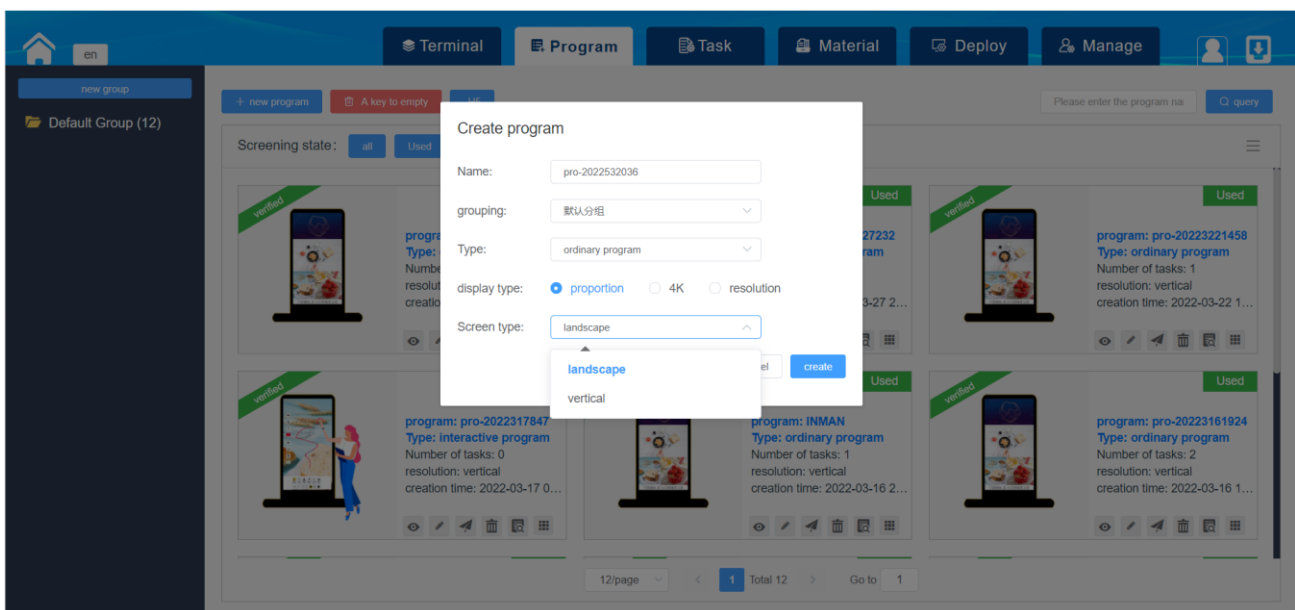 en
Terminal
Program
Task
Material
Deploy
Manage
new group
Default Group (12)
+ new program
A key to empty
H5
Please enter the program na
query
Screening state:
all
Used
Create program
Name:
pro-2022532036
grouping:
默认分组
Type:
ordinary program
display type:
proportion
4K
resolution
Screen type:
landscape
landscape
vertical
el
create
verified
progra
Type:
Numbe
resolut
creatio
Used
27232
ram
3-27 2...
verified
Used
program: pro-20223221458
Type: ordinary program
Number of tasks: 1
resolution: vertical
creation time: 2022-03-22 1...
verified
program: pro-2022317847
Type: interactive program
Number of tasks: 0
resolution: vertical
creation time: 2022-03-17 0...
Used
program: INMAN
Type: ordinary program
Number of tasks: 1
resolution: vertical
creation time: 2022-03-16 2...
verified
Used
program: pro-20223161924
Type: ordinary program
Number of tasks: 2
resolution: vertical
creation time: 2022-03-16 1...
12/page
<
1
Total 12
>
Go to
1